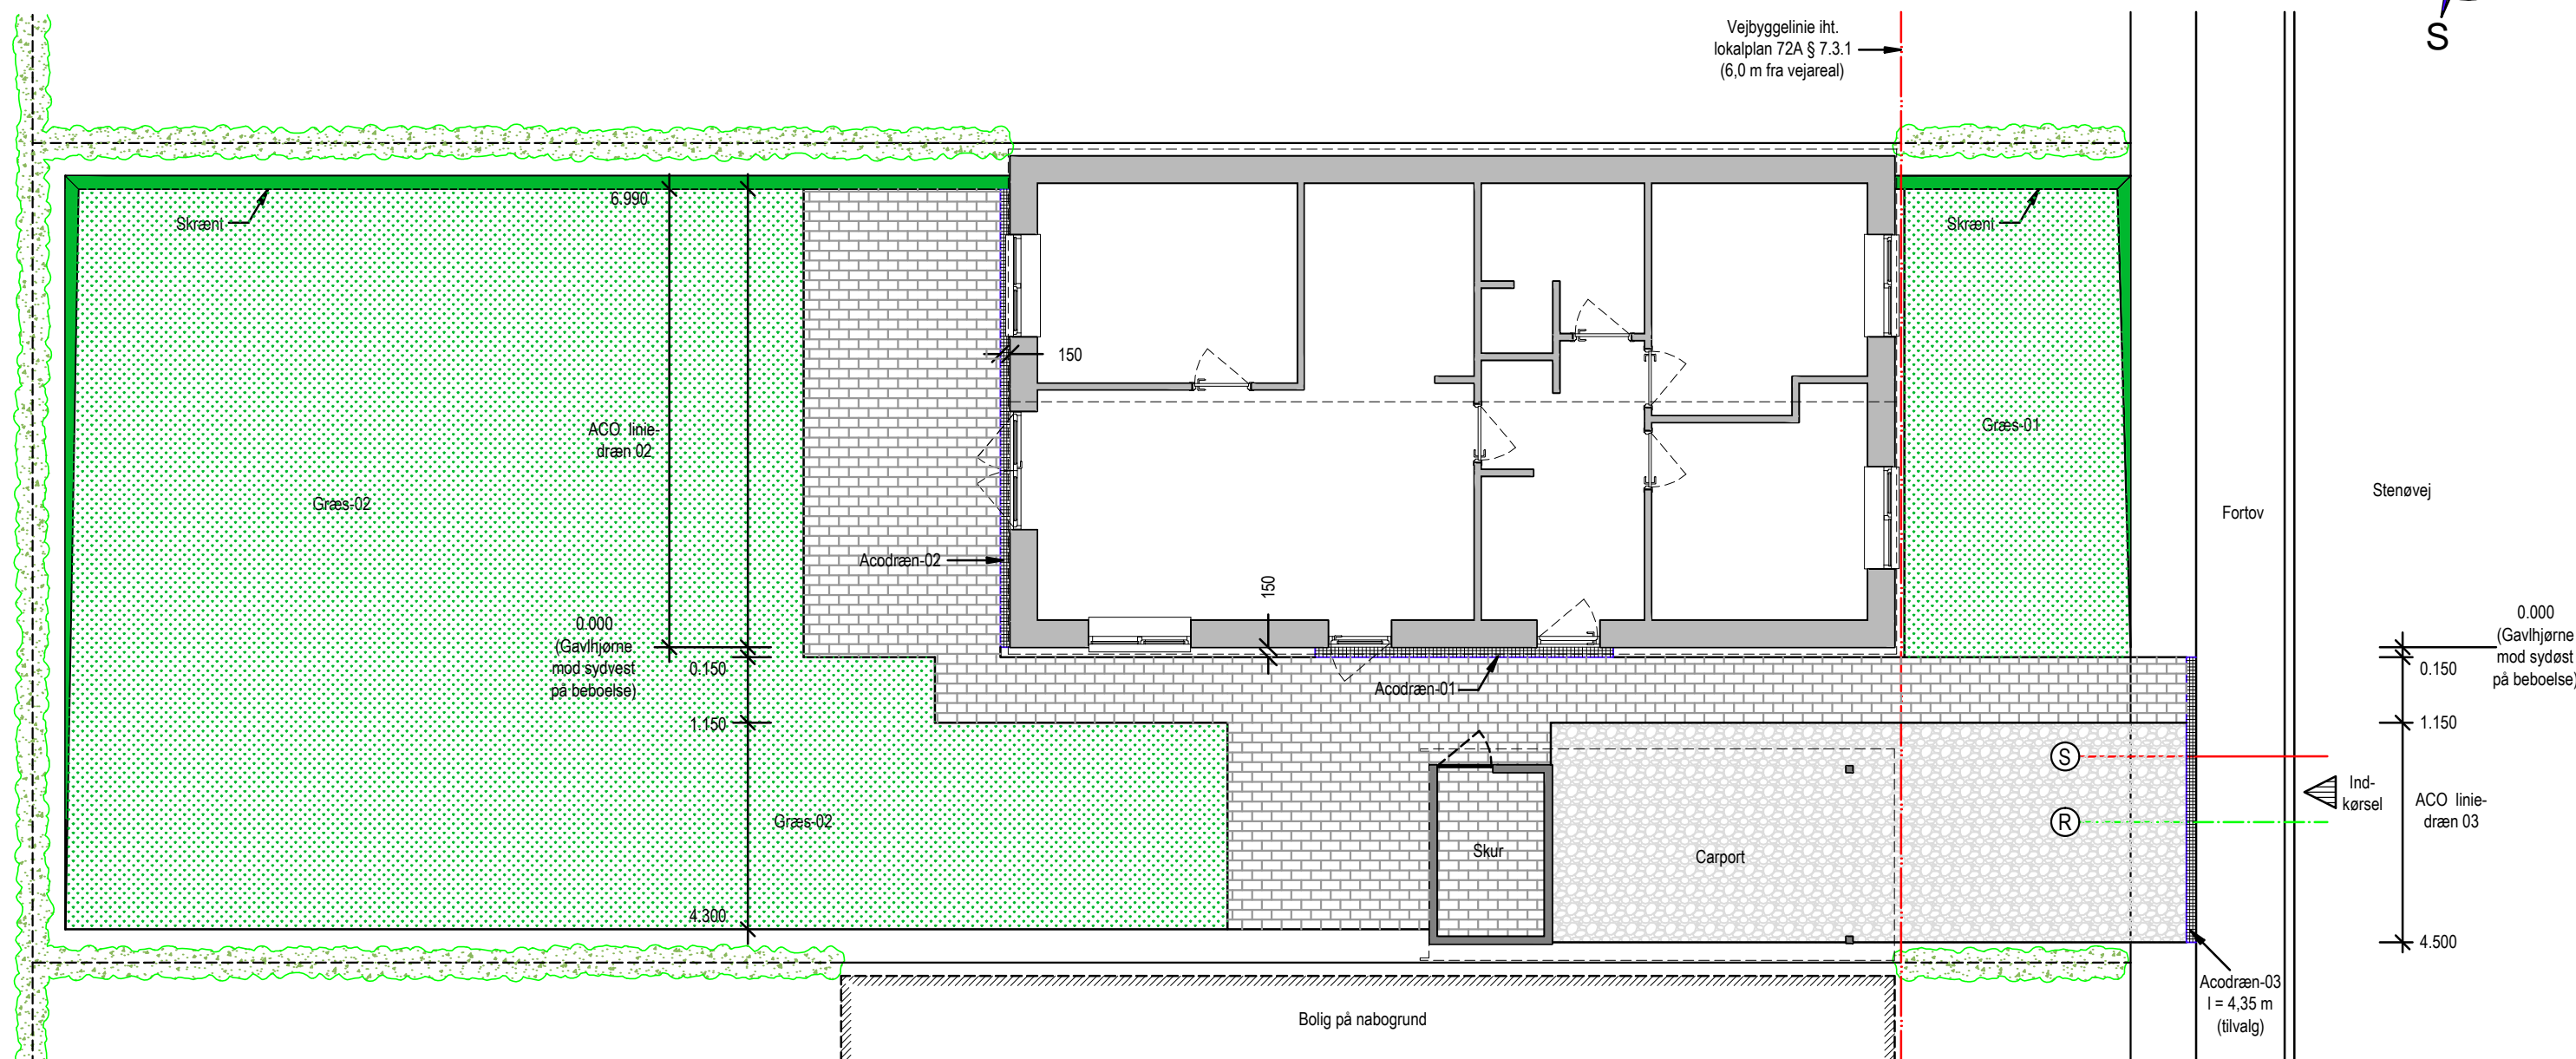 S
Vejbyggelinie iht.
lokalplan 72A § 7.3.1
(6,0 m fra vejareal)
6.990
Skræni
Skræni
150
ACO linie-
dræn 02
Græs-01
Græs-02
Stenøvej
Fortov
Acodræn-02
150
0.000
(Gavlhjørne
mod sydvest
på beboelse)
0.150
0.000
(Gavlhjørne
mod sydøst
på beboelse)
0.150
Acodræn-01
1.150
1.150
S
Ind-
kørsel
ACO linie-
dræn 03
R
Græs-02
Skur
Carport
4.300
4.500
Acodræn-03
l = 4,35 m
(tilvalg)
Bolig på nabogrund